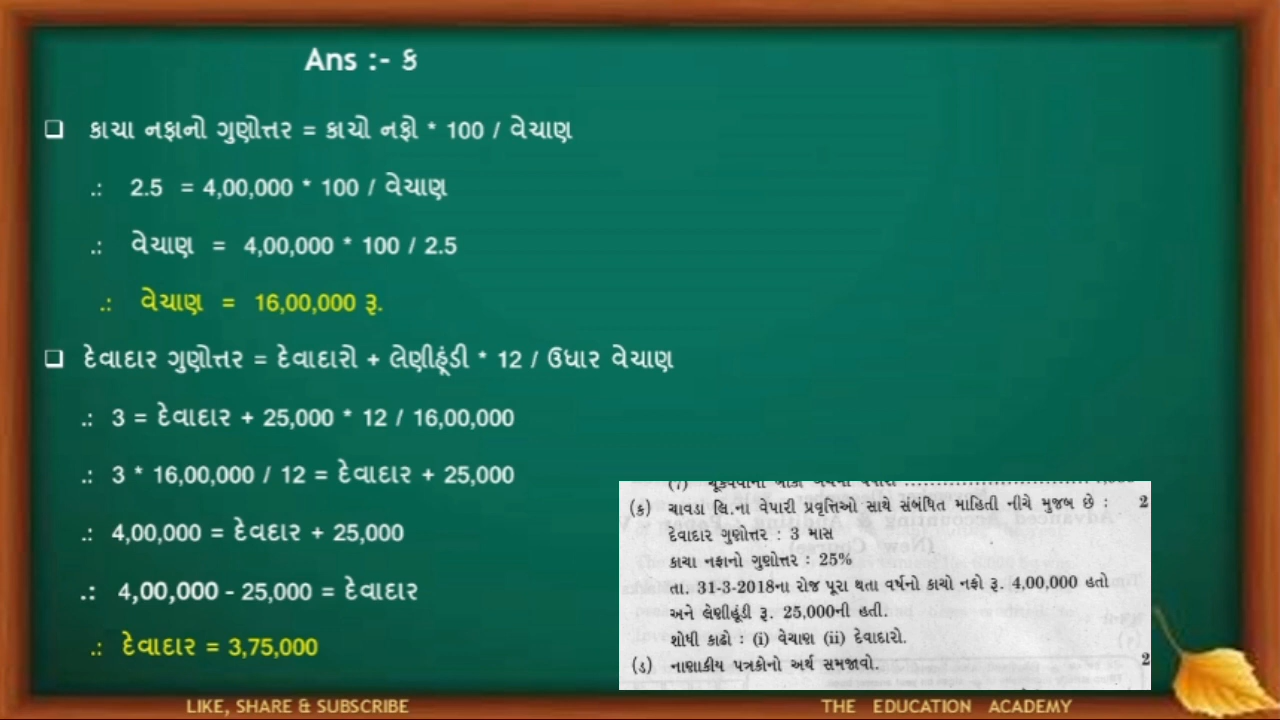 Ans :- ક
❑ કાચા નફાનો ગુણોત્તર = કાચો નફો * 100 / વેચાણ
.: 2.5 = 4,00,000 * 100 / વેચાણ
.: વેચાણ = 4,00,000 * 100 / 2.5
.: વેચાણ = 16,00,000 રૂ.
❑ દેવાદાર ગુણોત્તર = દેવાદારો + લેણીહૂંડી * 12 / ઉધાર વેચાણ
.: 3 = દેવાદાર + 25,000 * 12 / 16,00,000
.: 3 * 16,00,000 / 12 = દેવાદાર + 25,000
.: 4,00,000 = દેવદાર + 25,000
.: 4,00,000 - 25,000 = દેવાદાર
.: દેવાદાર = 3,75,000
(ક) ચાવડા લિ.ના વેપારી પ્રવૃત્તિઓ સાથે સંબંધિત માહિતી નીચે મુજબ છે : 2
દેવાદાર ગુણોત્તર : 3 માસ
કાચા નફાનો ગુણોત્તર : 25%
તા. 31-3-2018ના રોજ પૂરા થતા વર્ષનો કાચો નફો રૂ. 4,00,000 હતો
અને લેણીહૂંડી રૂ. 25,000ની હતી.
શોધી કાઢો : (i) વેચાણ (ii) દેવાદારો.
(ડ) નાણાકીય પત્રકોનો અર્થ સમજાવો. 2
LIKE, SHARE & SUBSCRIBE
THE EDUCATION ACADEMY